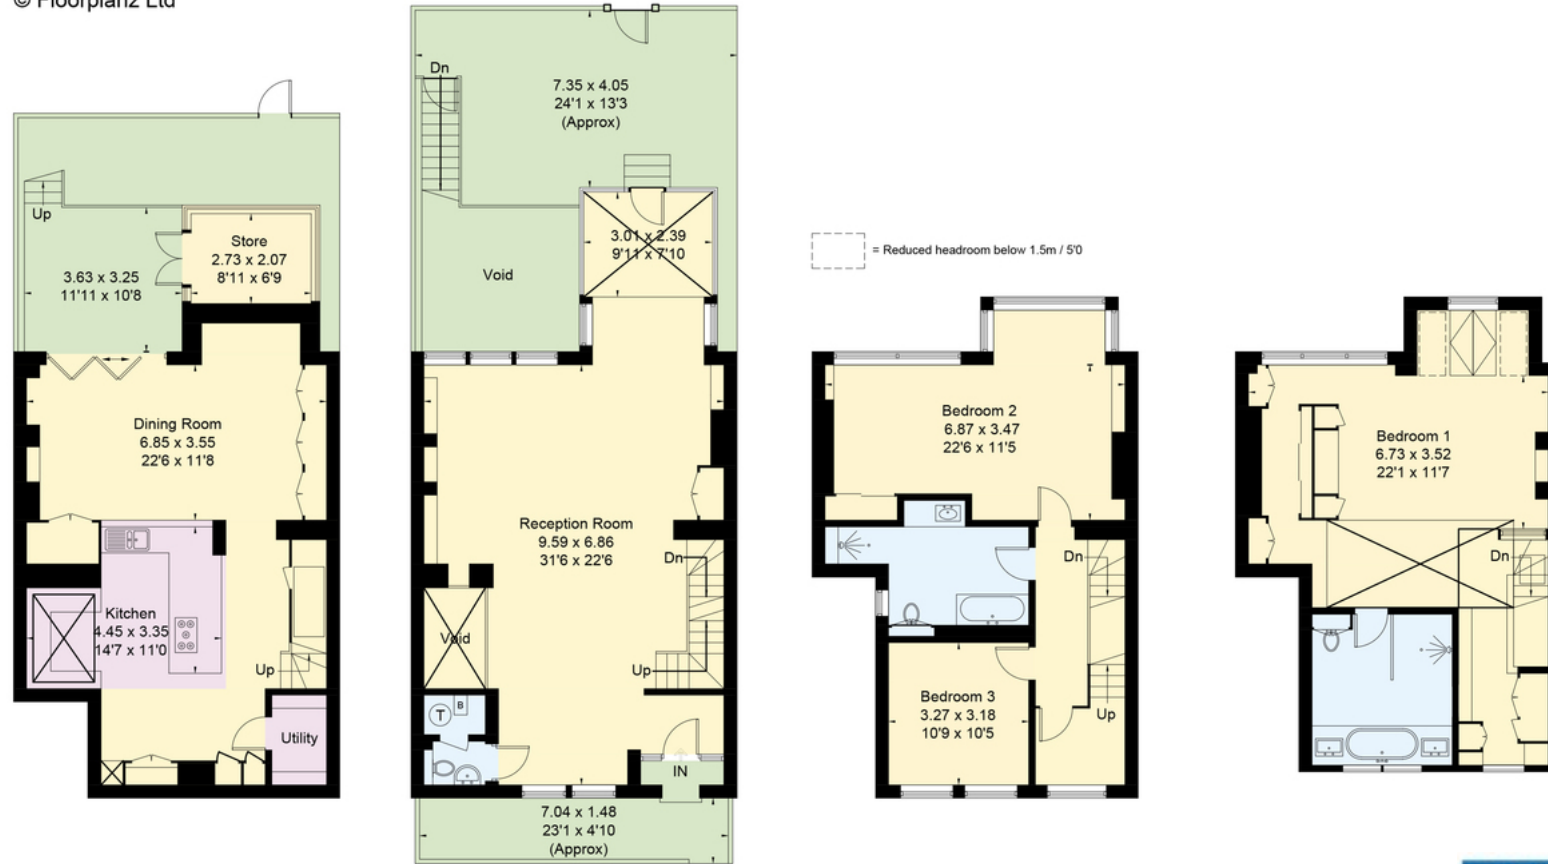 © Floorplanz Ltd
Up
Store
2.73 x 2.07
8'11 x 6'9
3.63 x 3.25
11'11 x 10'8
Dining Room
6.85 x 3.55
22'6 x 11'8
Kitchen
4.45 x 3.35
14'7 x 11'0
Up
Utility
Dn
7.35 x 4.05
24'1 x 13'3
(Approx)
3.01 x 2.39
9'11 x 7'10
Void
Reception Room
9.59 x 6.86
31'6 x 22'6
Dn
Void
Up
T
B
IN
7.04 x 1.48
23'1 x 4'10
(Approx)
= Reduced headroom below 1.5m / 5'0
Bedroom 2
6.87 x 3.47
22'6 x 11'5
Dn
Bedroom 3
3.27 x 3.18
10'9 x 10'5
Up
Bedroom 1
6.73 x 3.52
22'1 x 11'7
Dn